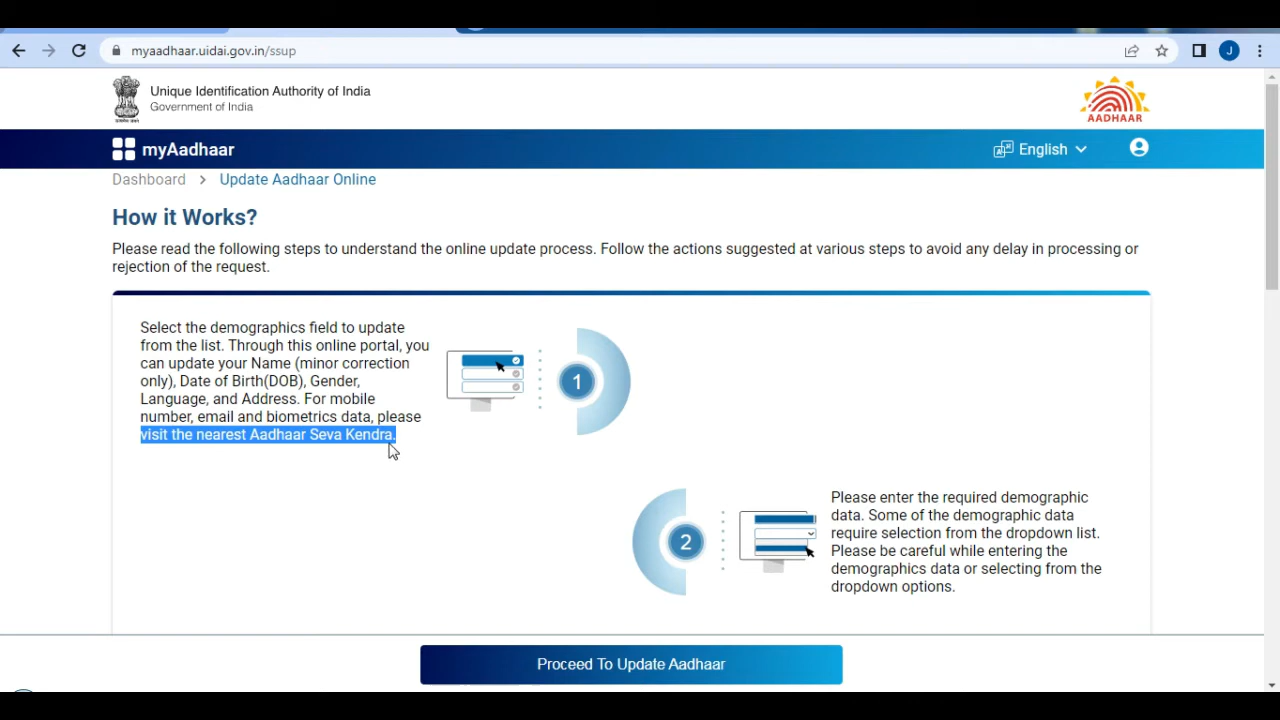 myaadhaar.uidai.gov.in/ssup
J
Unique Identification Authority of India
Government of India
AADHAAR
myAadhaar
English
Dashboard > Update Aadhaar Online
How it Works?
Please read the following steps to understand the online update process. Follow the actions suggested at various steps to avoid any delay in processing or
rejection of the request.
Select the demographics field to update
from the list. Through this online portal, you
can update your Name (minor correction
only), Date of Birth(DOB), Gender,
Language, and Address. For mobile
number, email and biometrics data, please
visit the nearest Aadhaar Seva Kendra.
1
2
Please enter the required demographic
data. Some of the demographic data
require selection from the dropdown list.
Please be careful while entering the
demographics data or selecting from the
dropdown options.
Proceed To Update Aadhaar